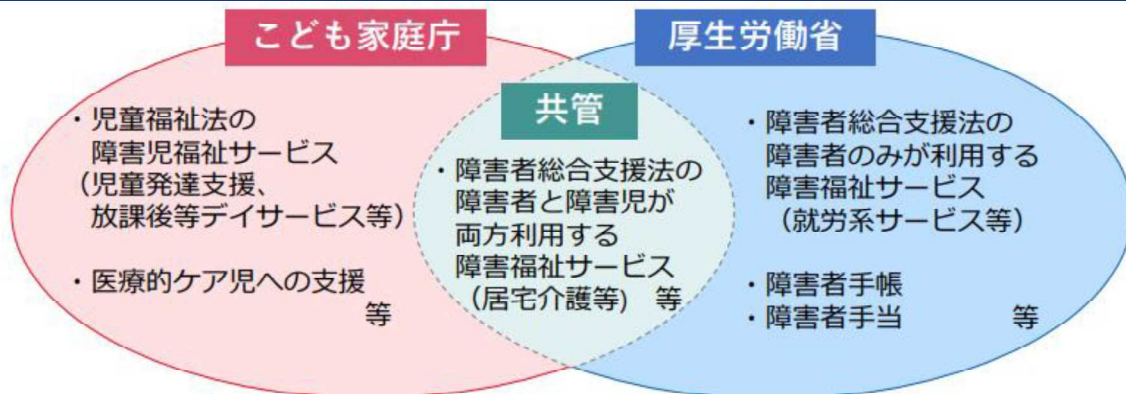 こども家庭庁
・児童福祉法の
障害児福祉サービス
（児童発達支援、
放課後等デイサービス等）
・医療的ケア児への支援
等
共管
・障害者総合支援法の
障害者と障害児が
両方利用する
障害福祉サービス
（居宅介護等)　等
厚生労働省
・障害者総合支援法の
障害者のみが利用する
障害福祉サービス
（就労系サービス等）
・障害者手帳
・障害者手当　等